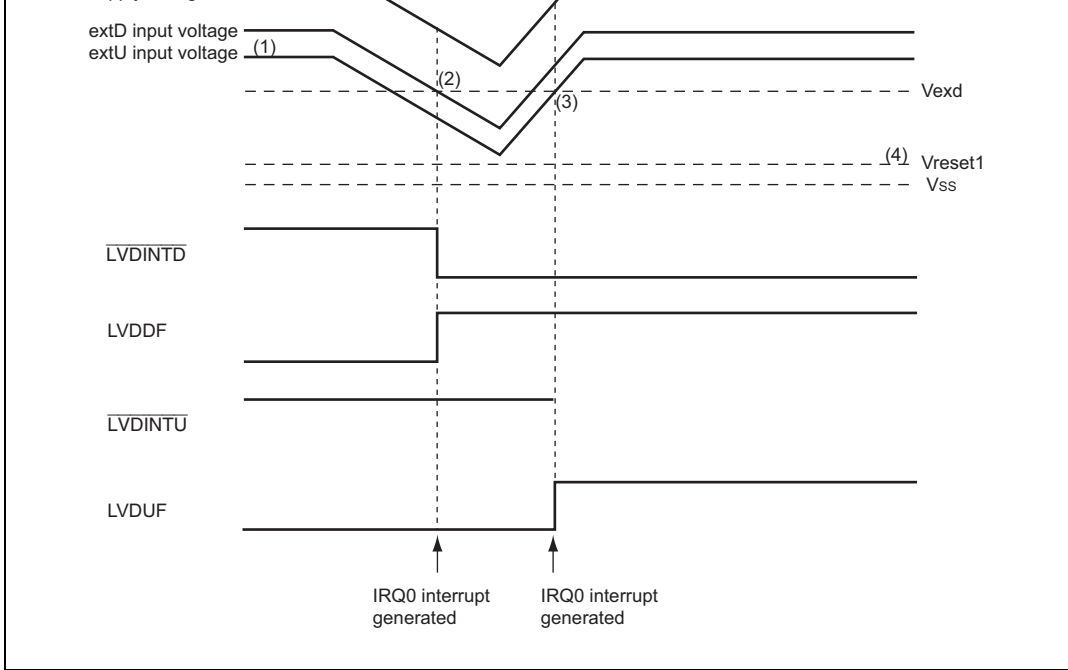 extD input voltage
extU input voltage (1)
(2)
Vexd
(3)
(4) Vreset1
Vss
LVDINTD
LVDDF
LVDINTU
LVDUF
IRQ0 interrupt generated
IRQ0 interrupt generated